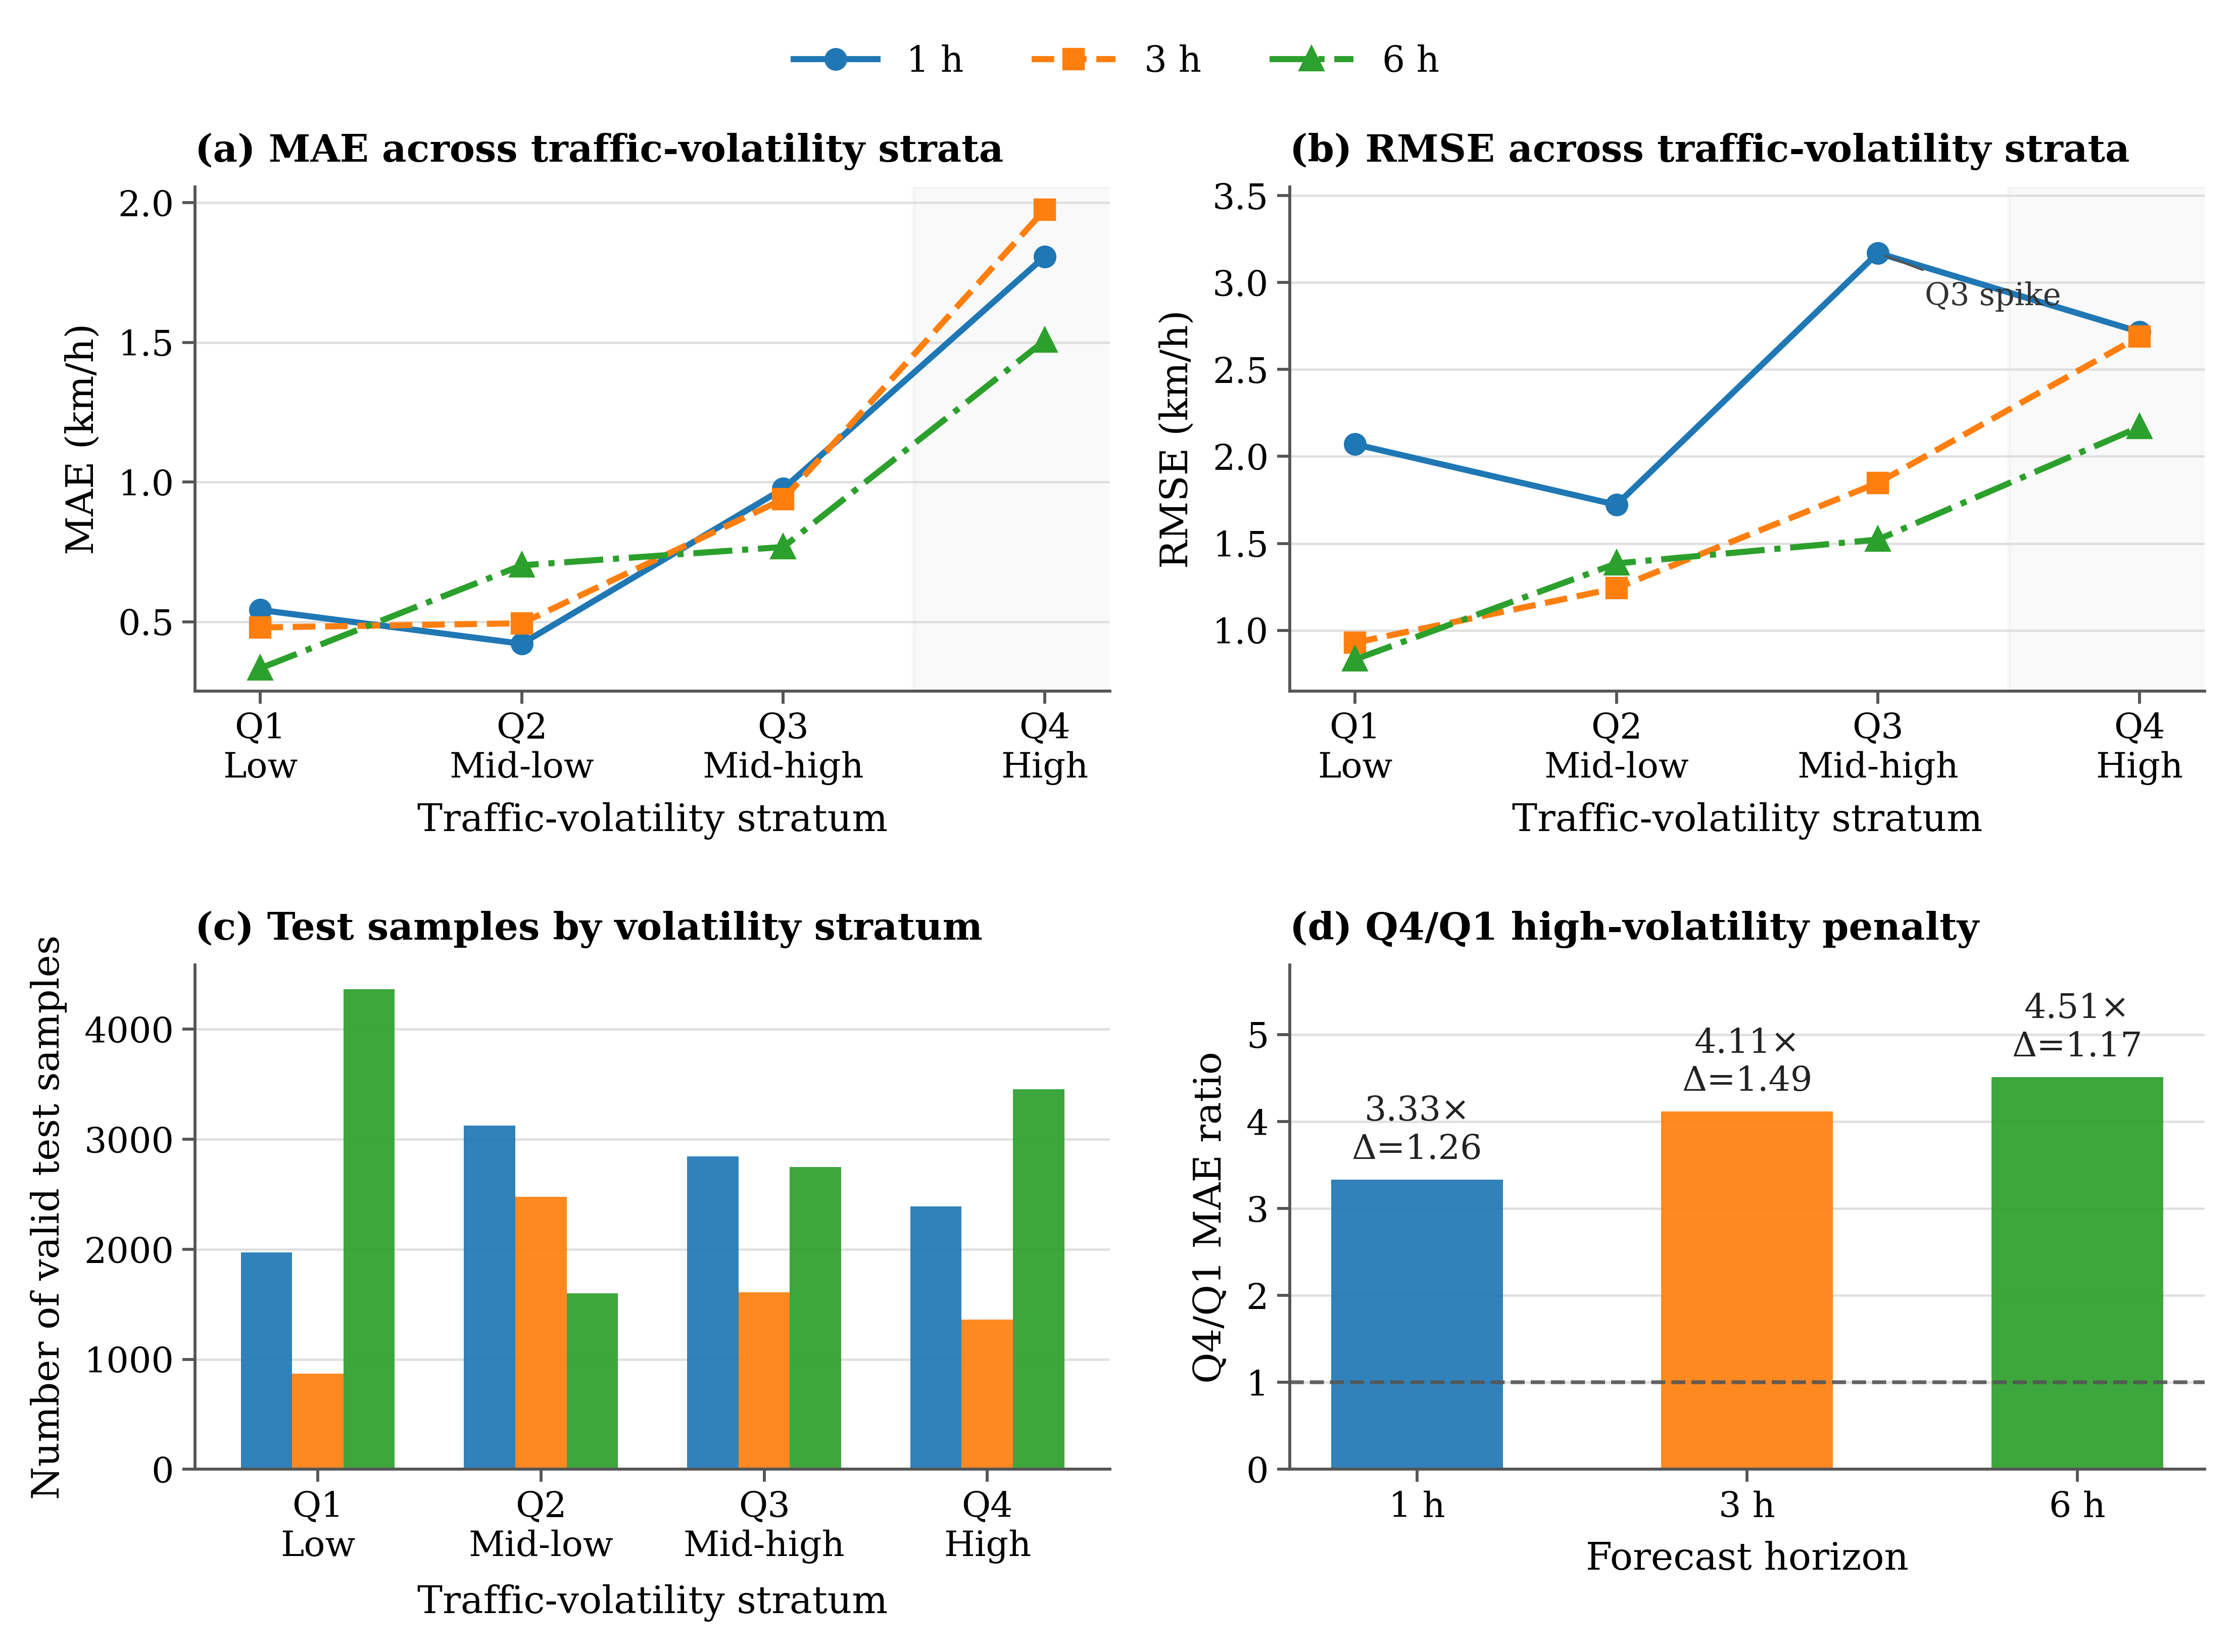 1 h
3 h
6 h
(a) MAE across traffic-volatility strata
MAE (km/h)
2.0
1.5
1.0
0.5
Q1
Low
Q2
Mid-low
Q3
Mid-high
Q4
High
Traffic-volatility stratum
(b) RMSE across traffic-volatility strata
RMSE (km/h)
3.5
3.0
2.5
2.0
1.5
1.0
Q3 spike
Q1
Low
Q2
Mid-low
Q3
Mid-high
Q4
High
Traffic-volatility stratum
(c) Test samples by volatility stratum
Number of valid test samples
4000
3000
2000
1000
0
Q1
Low
Q2
Mid-low
Q3
Mid-high
Q4
High
Traffic-volatility stratum
(d) Q4/Q1 high-volatility penalty
Q4/Q1 MAE ratio
5
4
3
2
1
0
3.33×
Δ=1.26
4.11×
Δ=1.49
4.51×
Δ=1.17
1 h
3 h
6 h
Forecast horizon